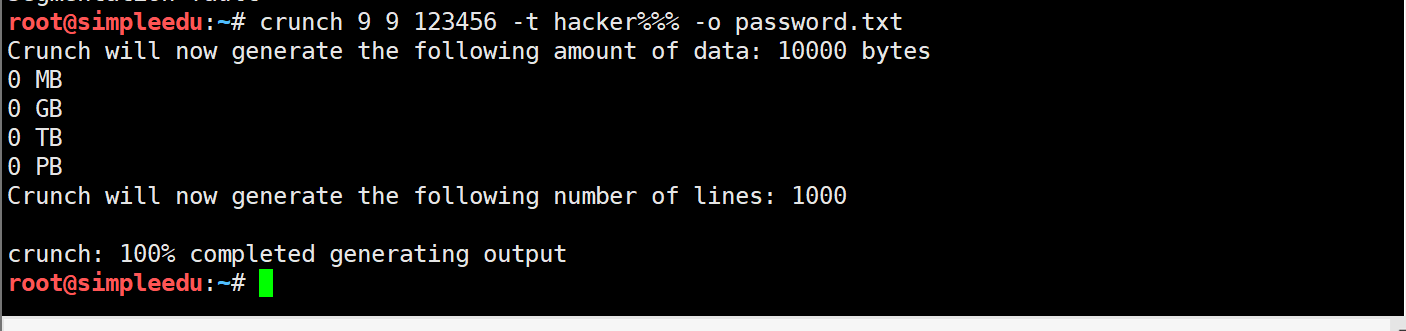 root@simpleedu:~# crunch 9 9 123456 -t hacker%%% -o password.txt
Crunch will now generate the following amount of data: 10000 bytes
0 MB
0 GB
0 TB
0 PB
Crunch will now generate the following number of lines: 1000
crunch: 100% completed generating output
root@simpleedu:~#